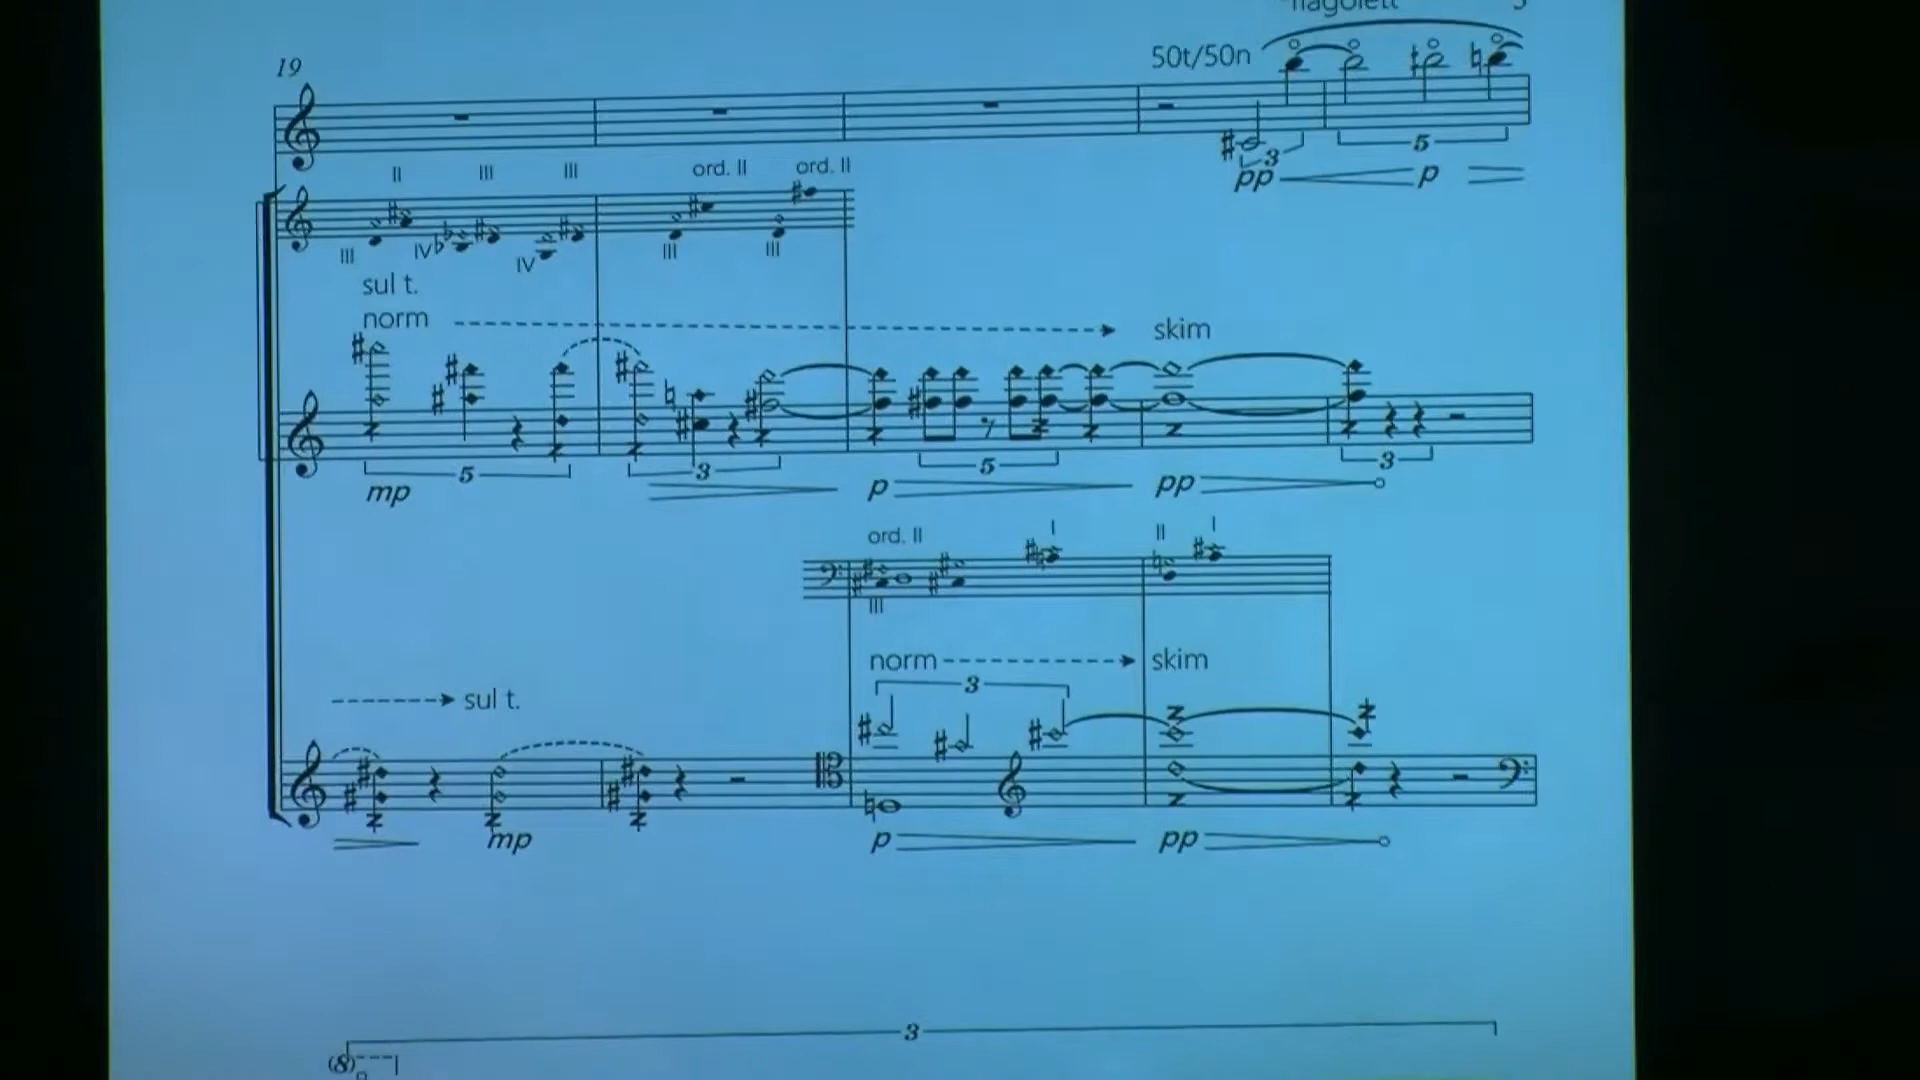 flagolett 3
50t/50n
19
3 5
pp p
II III III ord. II ord. II
III IV IV III III
sul t.
norm skim
5 3 5 3
mp p pp
ord. II I II I
III
norm skim
3
sul t.
mp p pp
3
(8)